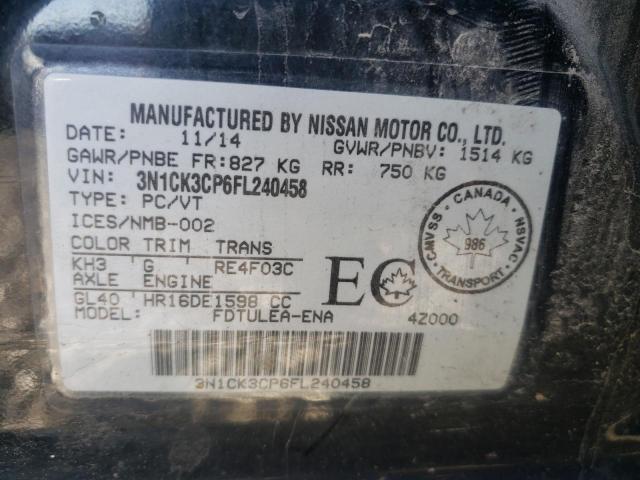 MANUFACTURED BY NISSAN MOTOR CO., LTD.
DATE: 11/14 GVWR/PNBV: 1514 KG
GAWR/PNBE FR: 827 KG RR: 750 KG
VIN: 3N1CK3CP6FL240458
TYPE: PC/VT
ICES/NMB-002
COLOR TRIM TRANS
KH3 G RE4F03C
AXLE ENGINE
GL40 HR16DE1598 CC
MODEL: FDTULEA-ENA 4Z000
EC
CANADA
CMVSS NSVAC
986
TRANSPORT
3N1CK3CP6FL240458